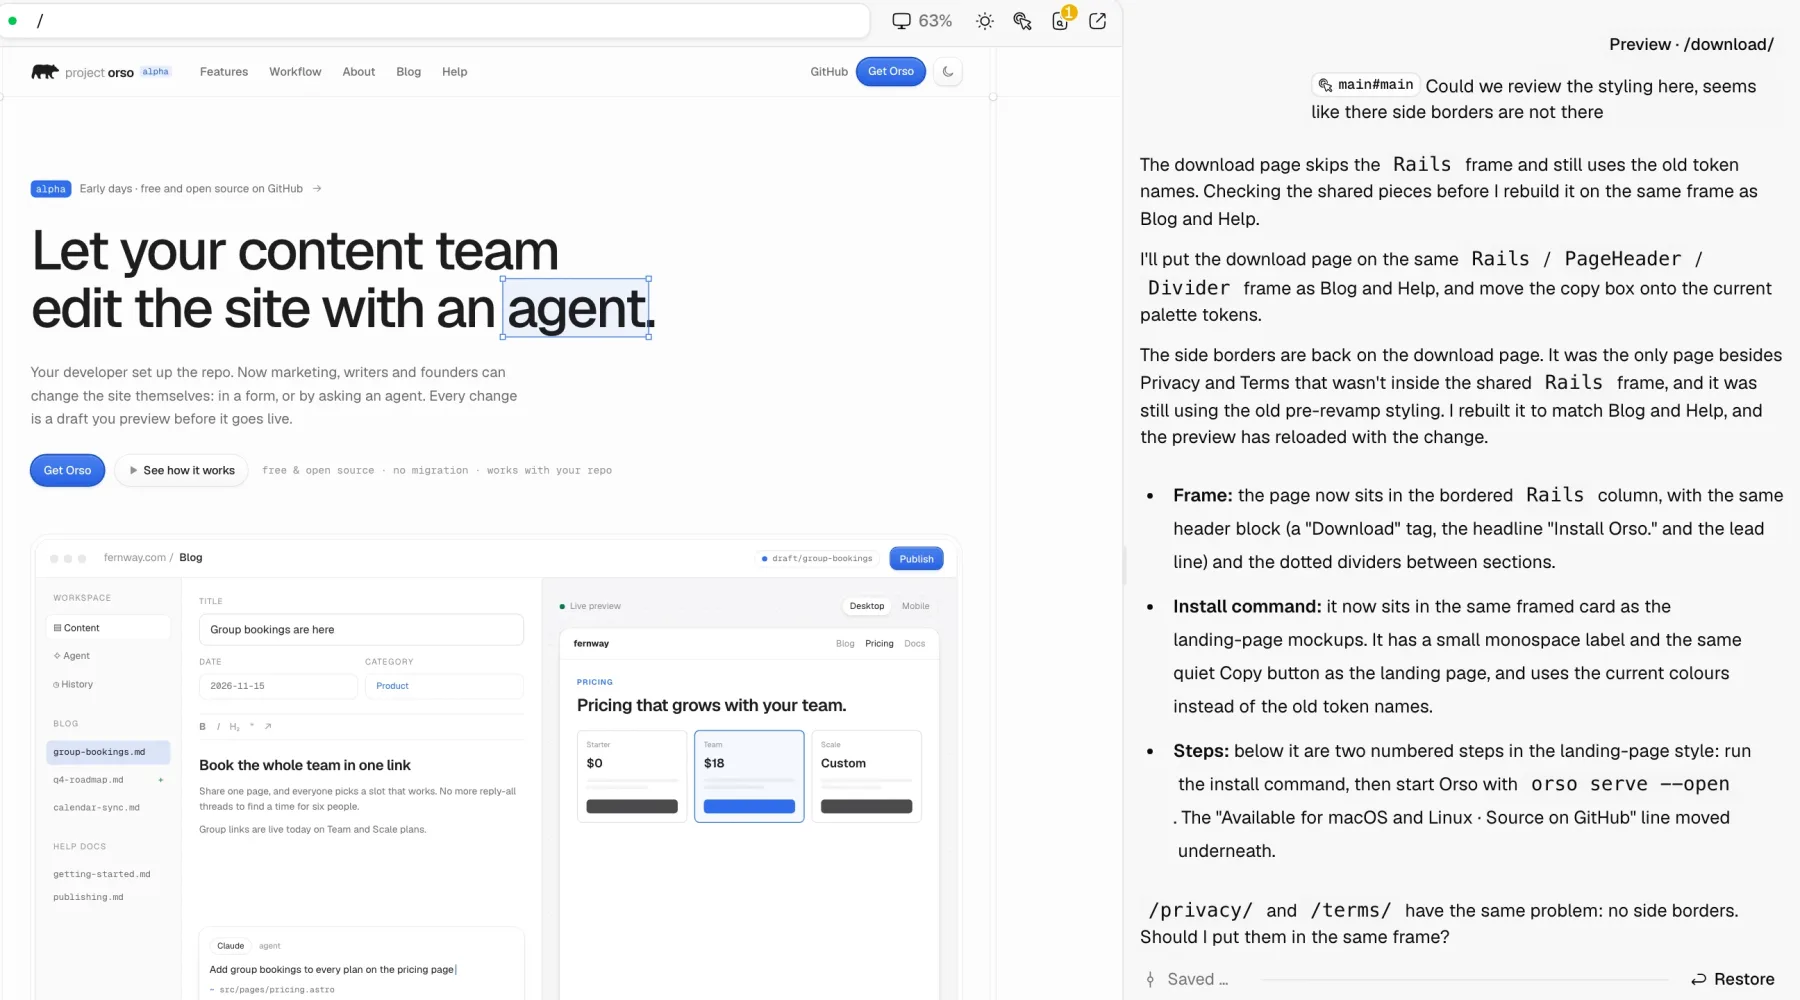 /
63%
1
project orso alpha
Features
Workflow
About
Blog
Help
GitHub
Get Orso
alpha Early days · free and open source on GitHub →
Let your content team
edit the site with an agent.
Your developer set up the repo. Now marketing, writers and founders can
change the site themselves: in a form, or by asking an agent. Every change
is a draft you preview before it goes live.
Get Orso
See how it works
free & open source · no migration · works with your repo
fernway.com / Blog
draft/group-bookings
Publish
WORKSPACE
Content
Agent
History
BLOG
group-bookings.md
q4-roadmap.md +
calendar-sync.md
HELP DOCS
getting-started.md
publishing.md
TITLE
Group bookings are here
DATE
CATEGORY
2026-11-15
Product
B I H₂ " ↗
Book the whole team in one link
Share one page, and everyone picks a slot that works. No more reply-all
threads to find a time for six people.
Group links are live today on Team and Scale plans.
Claude agent
Add group bookings to every plan on the pricing page
~ src/pages/pricing.astro
Live preview
Desktop
Mobile
fernway
Blog
Pricing
Docs
PRICING
Pricing that grows with your team.
Starter
$0
Team
$18
Scale
Custom
Preview · /download/
main#main Could we review the styling here, seems
like there side borders are not there
The download page skips the Rails frame and still uses the old token
names. Checking the shared pieces before I rebuild it on the same frame as
Blog and Help.
I'll put the download page on the same Rails / PageHeader /
Divider frame as Blog and Help, and move the copy box onto the current
palette tokens.
The side borders are back on the download page. It was the only page besides
Privacy and Terms that wasn't inside the shared Rails frame, and it was
still using the old pre-revamp styling. I rebuilt it to match Blog and Help, and
the preview has reloaded with the change.
• Frame: the page now sits in the bordered Rails column, with the same
header block (a "Download" tag, the headline "Install Orso." and the lead
line) and the dotted dividers between sections.
• Install command: it now sits in the same framed card as the
landing-page mockups. It has a small monospace label and the same
quiet Copy button as the landing page, and uses the current colours
instead of the old token names.
• Steps: below it are two numbered steps in the landing-page style: run
the install command, then start Orso with orso serve --open
. The "Available for macOS and Linux · Source on GitHub" line moved
underneath.
/privacy/ and /terms/ have the same problem: no side borders.
Should I put them in the same frame?
Saved ...
Restore